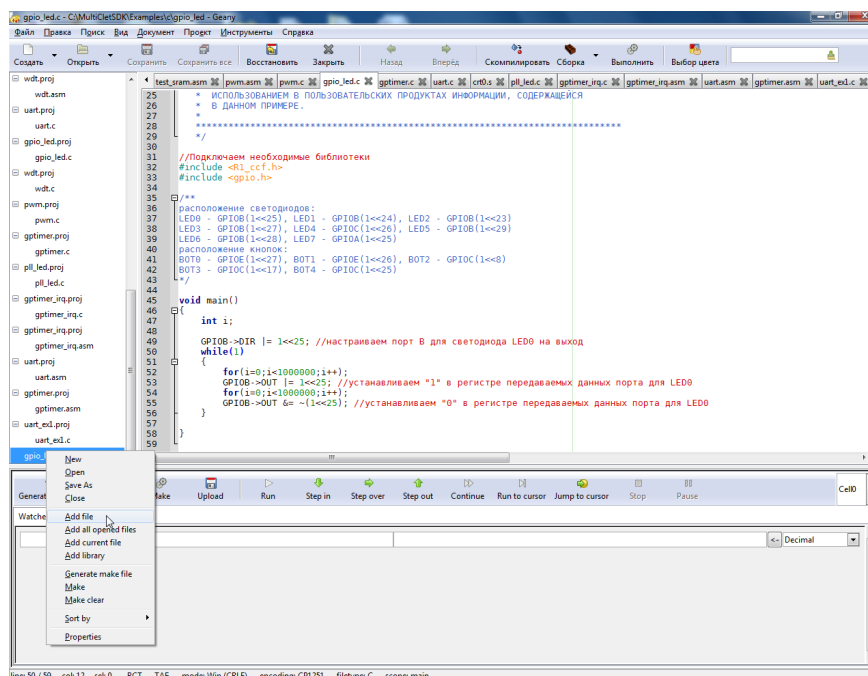 gpio_led.c - C:\MultiCletSDK\Examples\c\gpio_led - Geany
Файл Правка Поиск Вид Документ Проект Инструменты Справка
Создать Открыть Сохранить Сохранить все Восстановить Закрыть Назад Вперёд Скомпилировать Сборка Выполнить Выбор цвета
test_sram.asm pwm.asm pwm.c gpio_led.c gptimer.c uart.c crt0.s pll_led.c gptimer_irq.c gptimer_irq.asm uart.asm gptimer.asm uart_ex1.c
wdt.proj
wdt.asm
uart.proj
uart.c
gpio_led.proj
gpio_led.c
wdt.proj
wdt.c
pwm.proj
pwm.c
gptimer.proj
gptimer.c
pll_led.proj
pll_led.c
gptimer_irq.proj
gptimer_irq.c
gptimer_irq.proj
gptimer_irq.asm
uart.proj
uart.asm
gptimer.proj
gptimer.asm
uart_ex1.proj
uart_ex1.c
25 * ИСПОЛЬЗОВАНИЕМ В ПОЛЬЗОВАТЕЛЬСКИХ ПРОДУКТАХ ИНФОРМАЦИИ, СОДЕРЖАЩЕЙСЯ
26 * В ДАННОМ ПРИМЕРЕ.
27 *
28 ******************************************************************************
29 */
30
31 //Подключаем необходимые библиотеки
32 #include <R1_ccf.h>
33 #include <gpio.h>
34
35 /**
36 расположение светодиодов:
37 LED0 - GPIOB(1<<25), LED1 - GPIOB(1<<24), LED2 - GPIOB(1<<23)
38 LED3 - GPIOB(1<<27), LED4 - GPIOC(1<<26), LED5 - GPIOB(1<<29)
39 LED6 - GPIOB(1<<28), LED7 - GPIOA(1<<25)
40 расположение кнопок:
41 BOT0 - GPIOE(1<<27), BOT1 - GPIOE(1<<26), BOT2 - GPIOC(1<<8)
42 BOT3 - GPIOC(1<<17), BOT4 - GPIOC(1<<25)
43 */
44
45 void main()
46 {
47 int i;
48
49 GPIOB->DIR |= 1<<25; //настраиваем порт B для светодиода LED0 на выход
50 while(1)
51 {
52 for(i=0;i<1000000;i++);
53 GPIOB->OUT |= 1<<25; //устанавливаем "1" в регистре передаваемых данных порта для LED0
54 for(i=0;i<1000000;i++);
55 GPIOB->OUT &= ~(1<<25); //устанавливаем "0" в регистре передаваемых данных порта для LED0
56 }
57
58 }
59
New
Open
Save As
Close
Add file
Add all opened files
Add current file
Add library
Generate make file
Make
Make clear
Sort by
Properties
Upload Run Step in Step over Step out Continue Run to cursor Jump to cursor Stop Pause
Cell0
<- Decimal